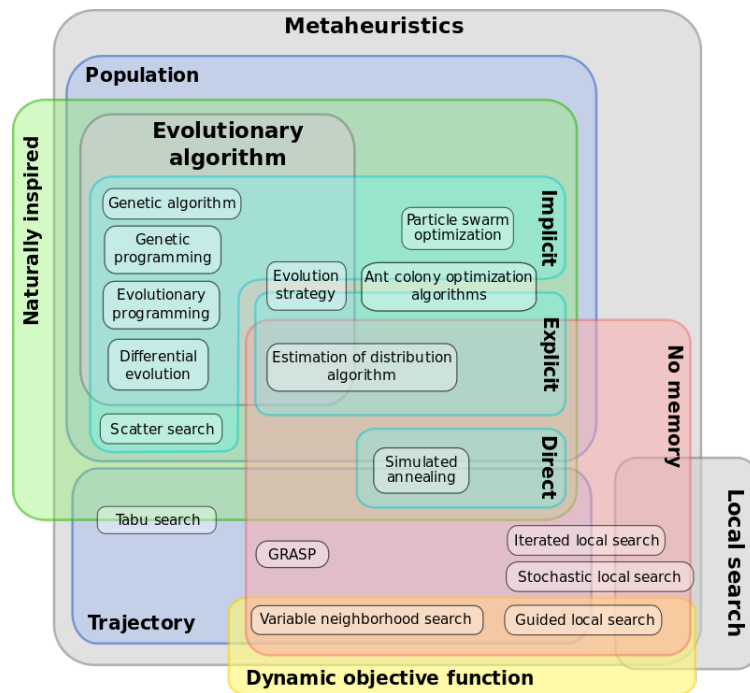 Metaheuristics
Population
Evolutionary
algorithm
Naturally inspired
Implicit
Genetic algorithm
Particle swarm
optimization
Genetic
programming
Evolution
strategy
Ant colony optimization
algorithms
Evolutionary
programming
Explicit
Differential
evolution
Estimation of distribution
algorithm
No memory
Scatter search
Direct
Simulated
annealing
Local search
Tabu search
Iterated local search
GRASP
Stochastic local search
Trajectory
Variable neighborhood search
Guided local search
Dynamic objective function